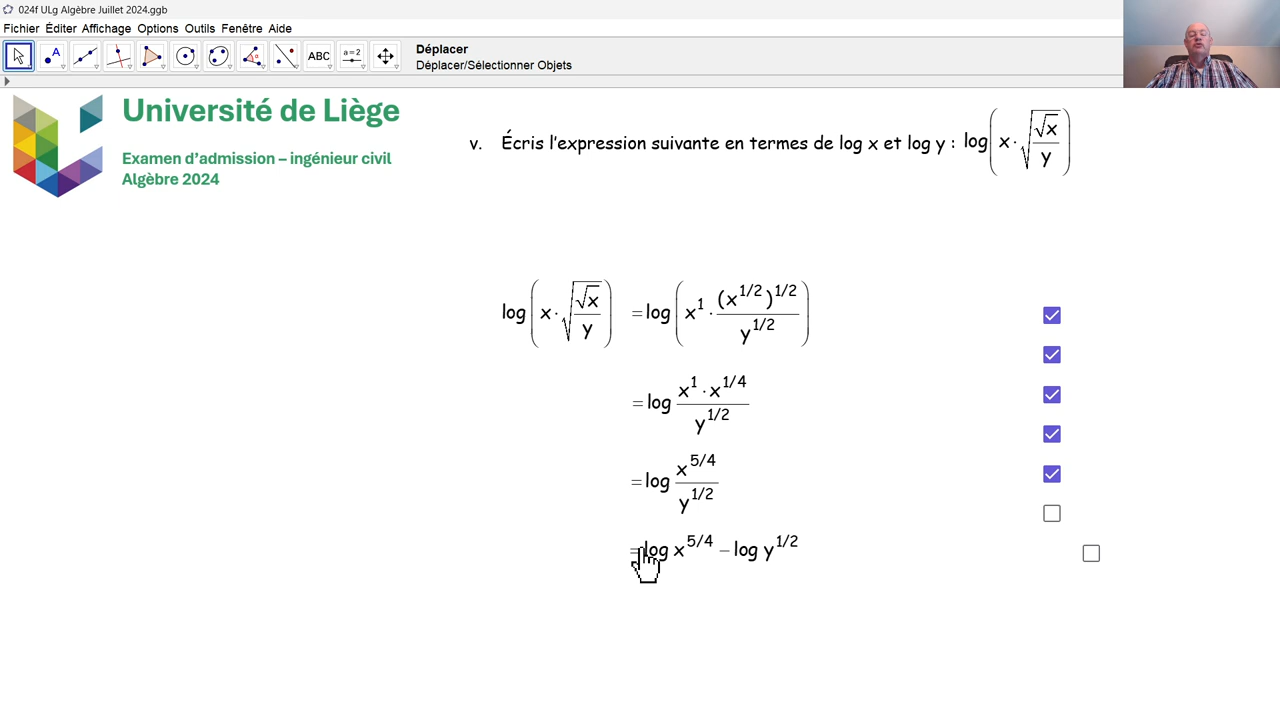 024f ULg Algèbre Juillet 2024.ggb
Fichier Éditer Affichage Options Outils Fenêtre Aide
A ABC a=2
Déplacer
Déplacer/Sélectionner Objets
Université de Liège
Examen d'admission – ingénieur civil
Algèbre 2024
v. Écris l'expression suivante en termes de log x et log y : log(x·√(√x/y))
log(x·√(√x/y)) = log(x^1 · (x^{1/2})^{1/2}/y^{1/2})
= log (x^1 · x^{1/4})/y^{1/2}
= log x^{5/4}/y^{1/2}
= log x^{5/4} – log y^{1/2}